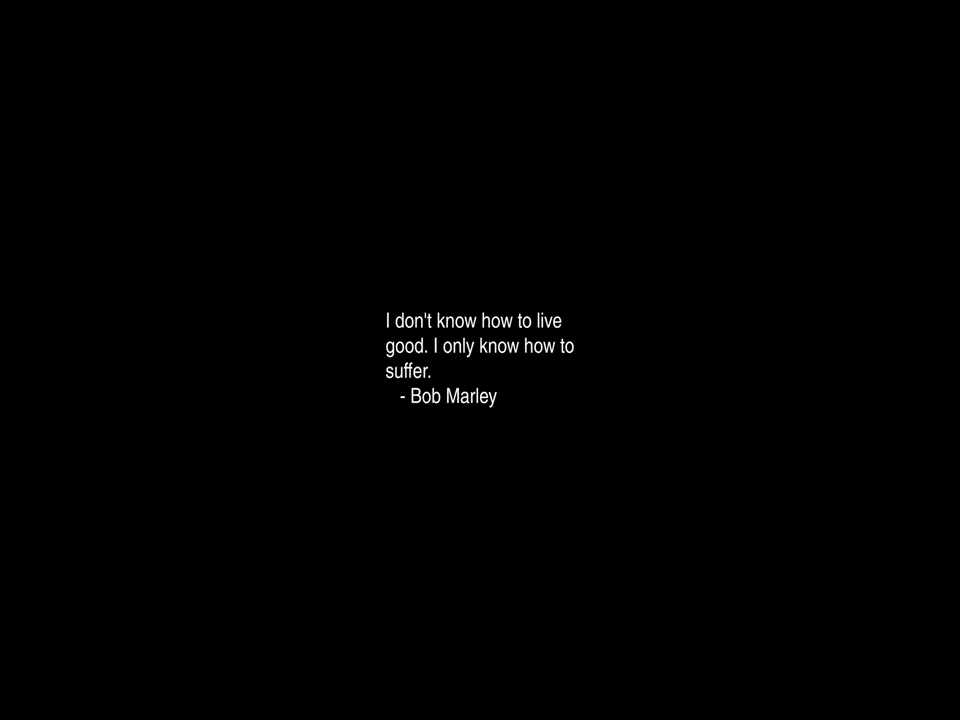 I don't know how to live
good. I only know how to
suffer.
- Bob Marley